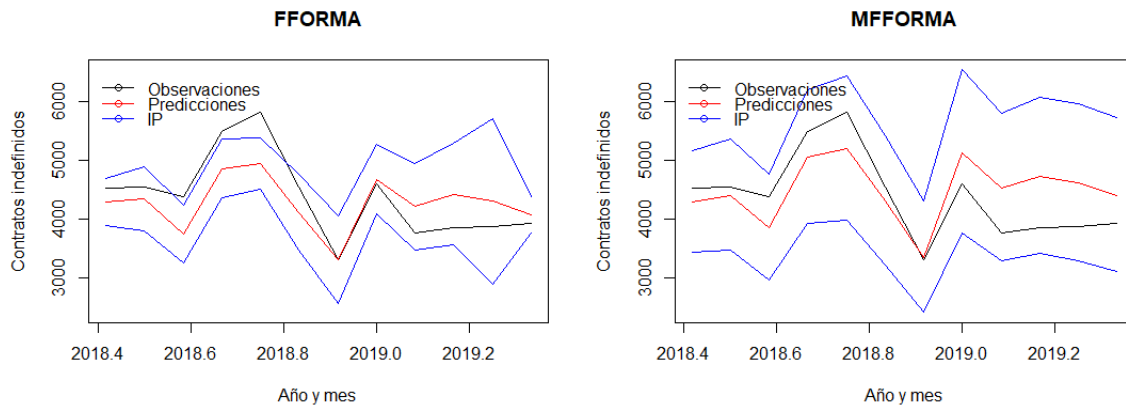 FFORMA
Observaciones
Predicciones
IP
Contratos indefinidos
3000
4000
5000
6000
2018.4
2018.6
2018.8
2019.0
2019.2
Año y mes
MFFORMA
Observaciones
Predicciones
IP
Contratos indefinidos
3000
4000
5000
6000
2018.4
2018.6
2018.8
2019.0
2019.2
Año y mes